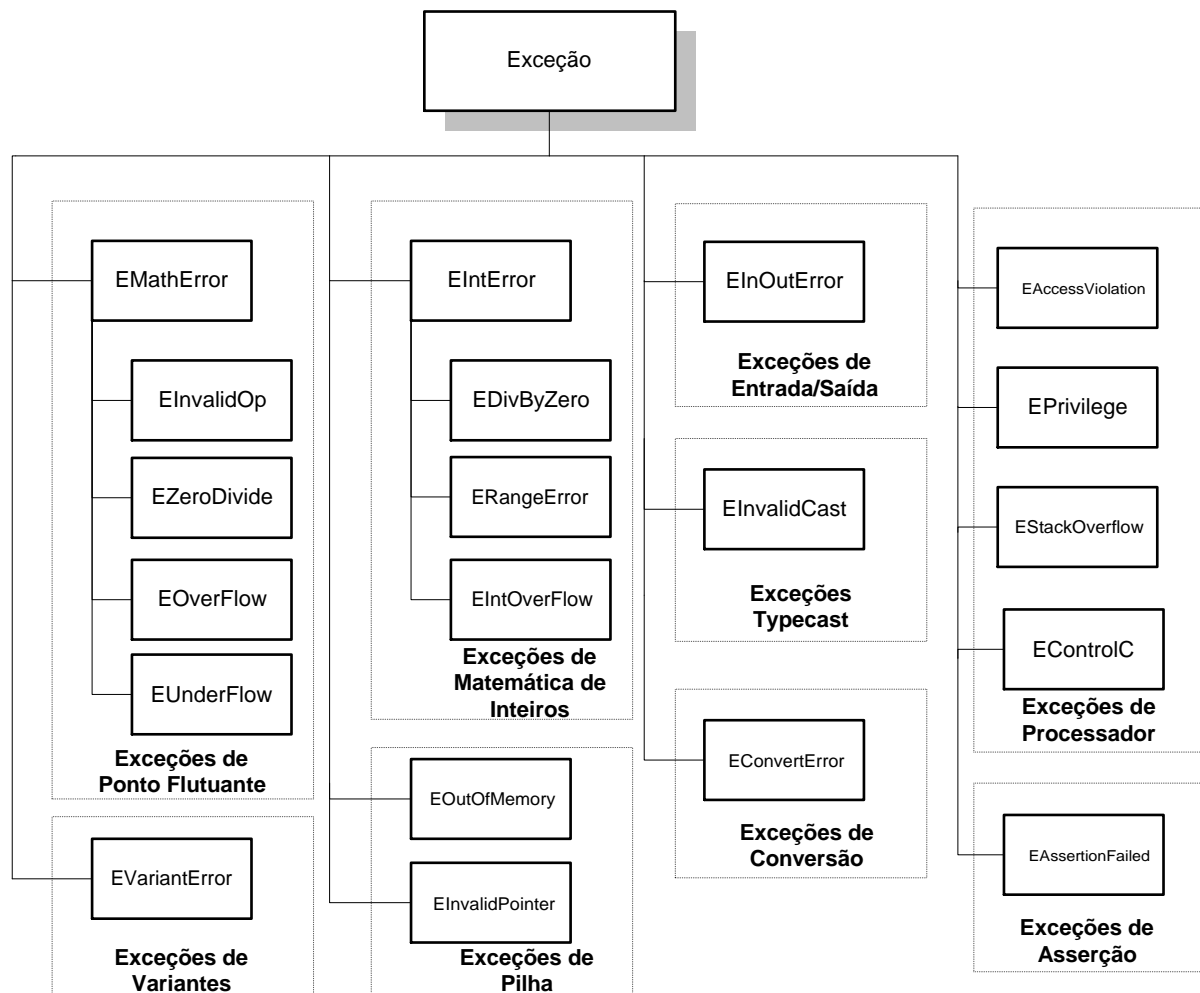 Exceção
EMathError
EInvalidOp
EZeroDivide
EOverFlow
EUnderFlow
Exceções de
Ponto Flutuante
EVariantError
Exceções de
Variantes
EIntError
EDivByZero
ERangeError
EIntOverFlow
Exceções de
Matemática de
Inteiros
EOutOfMemory
EInvalidPointer
Exceções de
Pilha
EInOutError
Exceções de
Entrada/Saída
EInvalidCast
Exceções
Typecast
EConvertError
Exceções de
Conversão
EAccessViolation
EPrivilege
EStackOverflow
EControlC
Exceções de
Processador
EAssertionFailed
Exceções de
Asserção